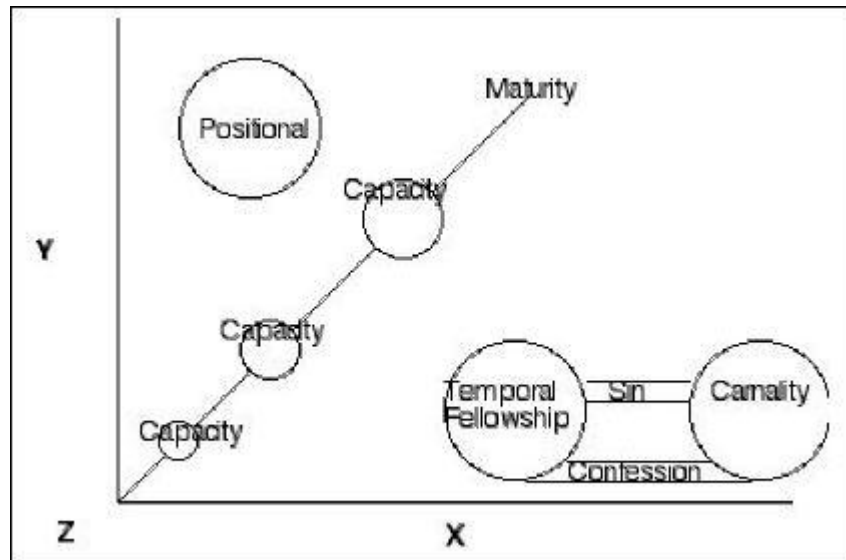 Maturity
Positional
Capacity
Y
Capacity
Temporal
Fellowship
Sin
Carnality
Capacity
Confession
Z
X